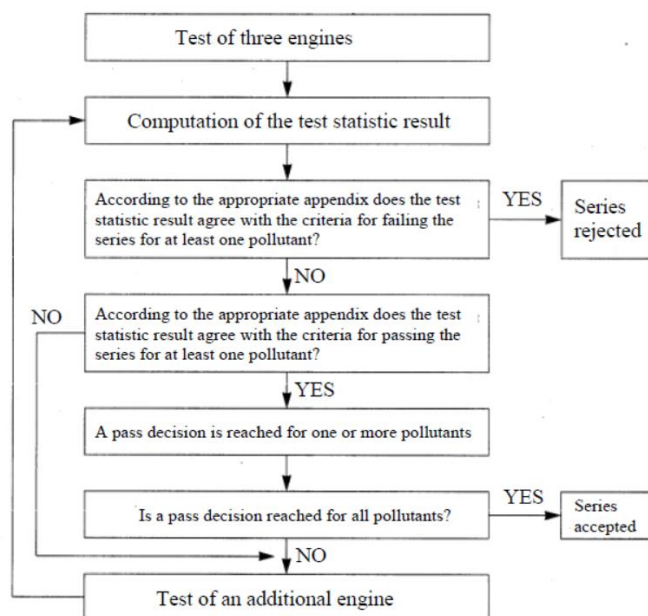 Test of three engines
Computation of the test statistic result
According to the appropriate appendix does the test
statistic result agree with the criteria for failing the
series for at least one pollutant?
YES
Series
rejected
NO
According to the appropriate appendix does the test
statistic result agree with the criteria for passing the
series for at least one pollutant?
NO
YES
A pass decision is reached for one or more pollutants
Is a pass decision reached for all pollutants?
YES
Series
accepted
NO
Test of an additional engine